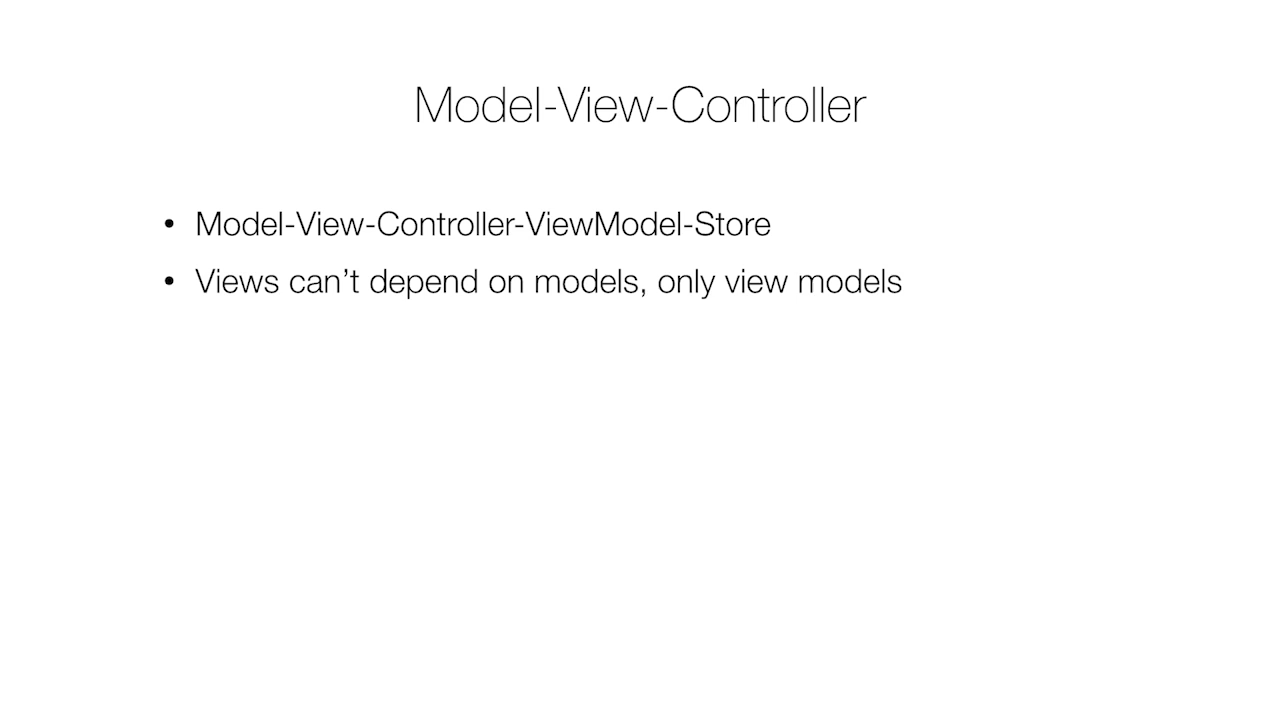 Model-View-Controller
• Model-View-Controller-ViewModel-Store
• Views can’t depend on models, only view models